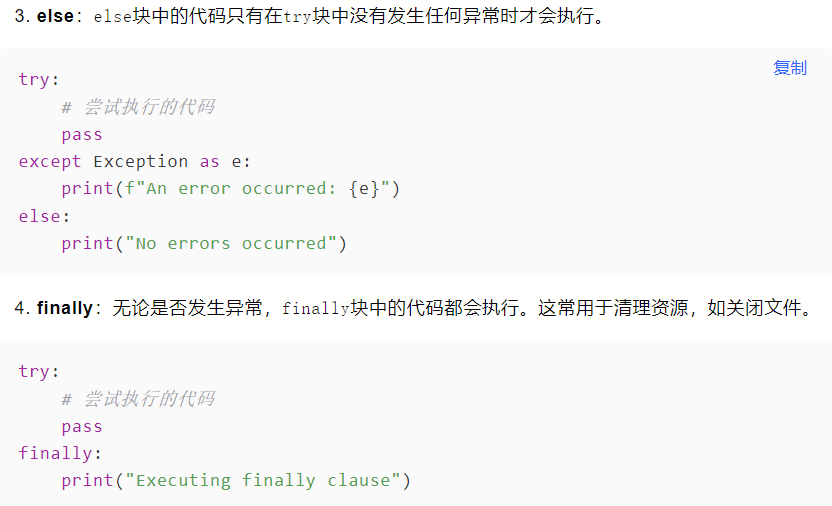 3. else：else块中的代码只有在try块中没有发生任何异常时才会执行。
复制
try:
    # 尝试执行的代码
    pass
except Exception as e:
    print(f"An error occurred: {e}")
else:
    print("No errors occurred")
4. finally：无论是否发生异常，finally块中的代码都会执行。这常用于清理资源，如关闭文件。
try:
    # 尝试执行的代码
    pass
finally:
    print("Executing finally clause")